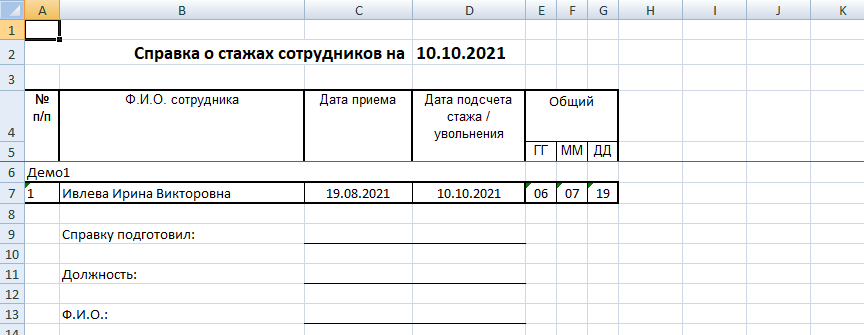 A B C D E F G H I J K
1
2 Справка о стажах сотрудников на 10.10.2021
3
4 № п/п Ф.И.О. сотрудника Дата приема Дата подсчета стажа / увольнения Общий
5 ГГ ММ ДД
6 Демо1
7 1 Ивлева Ирина Викторовна 19.08.2021 10.10.2021 06 07 19
8
9 Справку подготовил:
10
11 Должность:
12
13 Ф.И.О.:
14